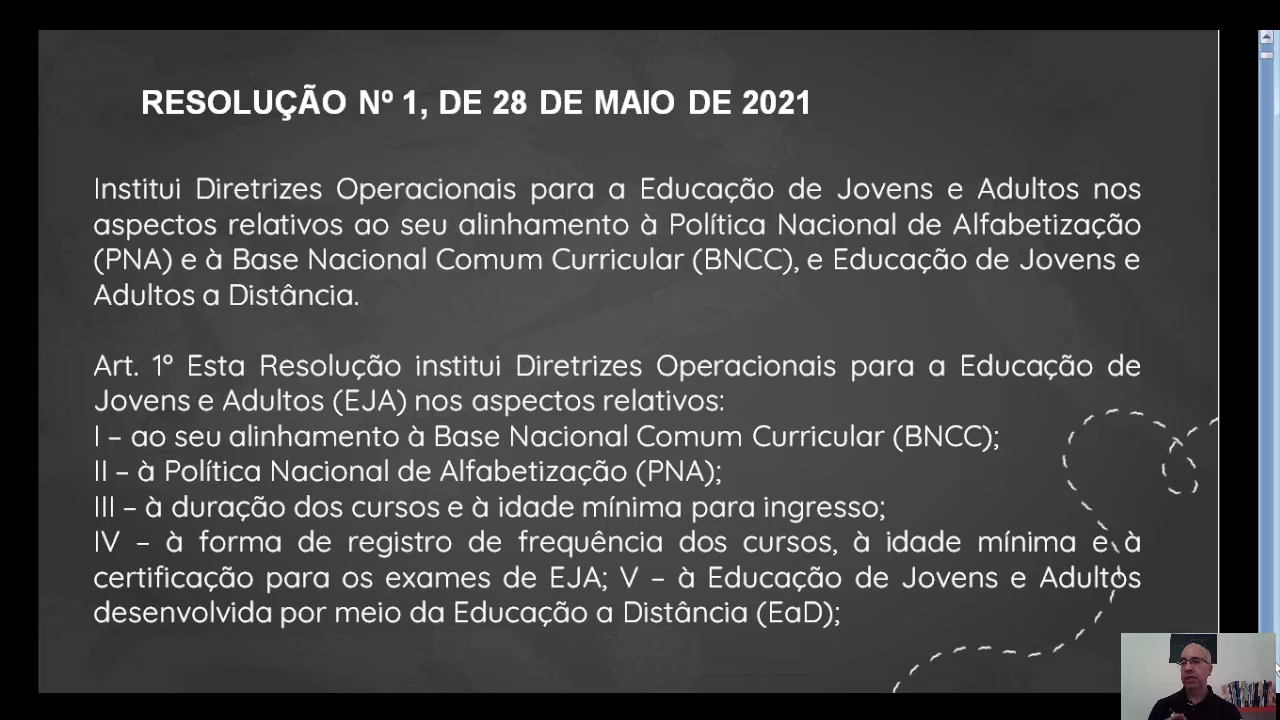 RESOLUÇÃO Nº 1, DE 28 DE MAIO DE 2021
Institui Diretrizes Operacionais para a Educação de Jovens e Adultos nos
aspectos relativos ao seu alinhamento à Política Nacional de Alfabetização
(PNA) e à Base Nacional Comum Curricular (BNCC), e Educação de Jovens e
Adultos a Distância.
Art. 1º Esta Resolução institui Diretrizes Operacionais para a Educação de
Jovens e Adultos (EJA) nos aspectos relativos:
I – ao seu alinhamento à Base Nacional Comum Curricular (BNCC);
II – à Política Nacional de Alfabetização (PNA);
III – à duração dos cursos e à idade mínima para ingresso;
IV – à forma de registro de frequência dos cursos, à idade mínima e à
certificação para os exames de EJA; V – à Educação de Jovens e Adultos
desenvolvida por meio da Educação a Distância (EaD);